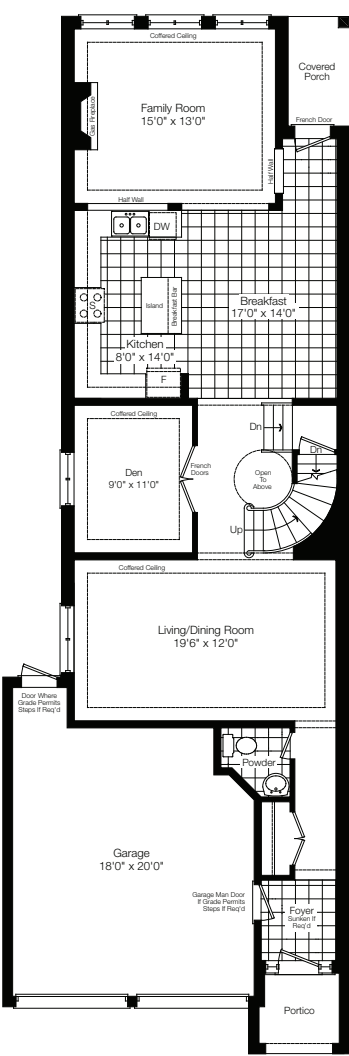 Coffered Ceiling
Covered
Porch
Gas Fireplace
Family Room
15'0" x 13'0"
French Door
Half Wall
Half Wall
DW
S
Island
Breakfast Bar
Breakfast
17'0" x 14'0"
Kitchen
8'0" x 14'0"
F
Coffered Ceiling
Dn
Dn
Den
9'0" x 11'0"
French
Doors
Open
To
Above
Up
Coffered Ceiling
Living/Dining Room
19'6" x 12'0"
Door Where
Grade Permits
Steps If Req'd
Powder
Garage
18'0" x 20'0"
Garage Man Door
If Grade Permits
Steps If Req'd
Foyer
Sunken If
Req'd
Portico